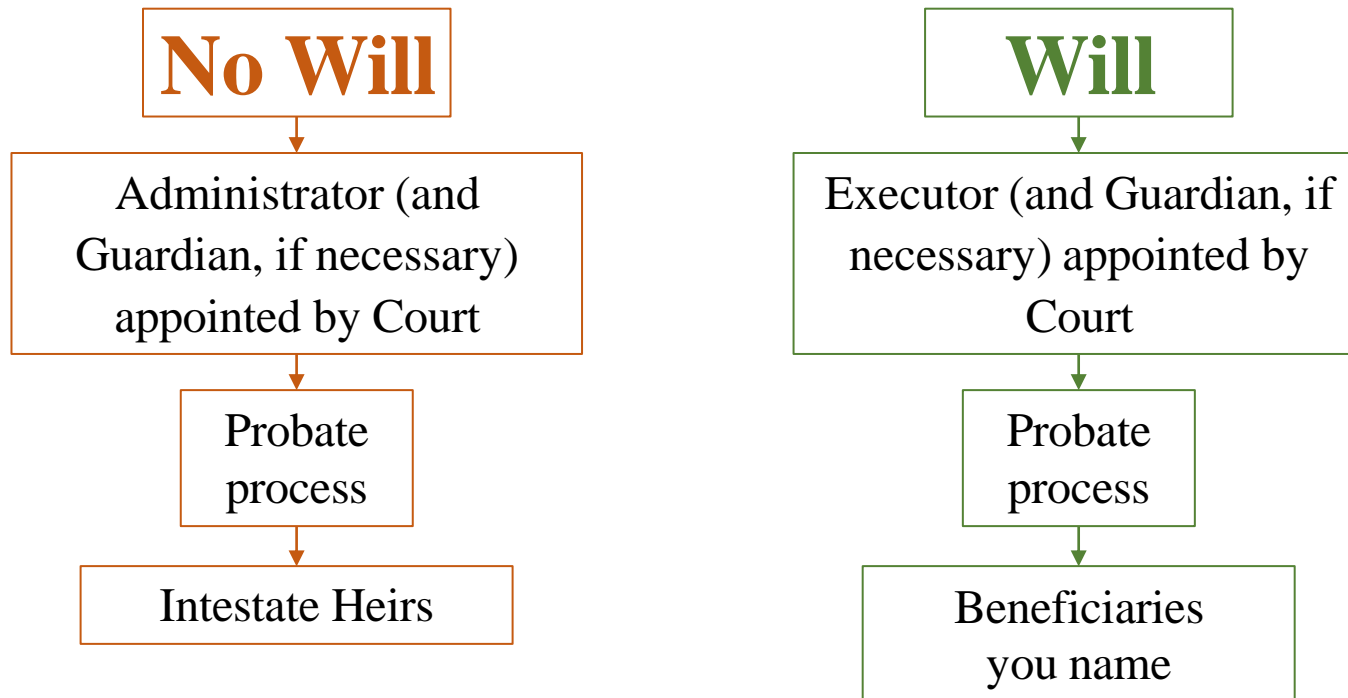 No Will
Administrator (and
Guardian, if necessary)
appointed by Court
Probate
process
Intestate Heirs
Will
Executor (and Guardian, if
necessary) appointed by
Court
Probate
process
Beneficiaries
you name